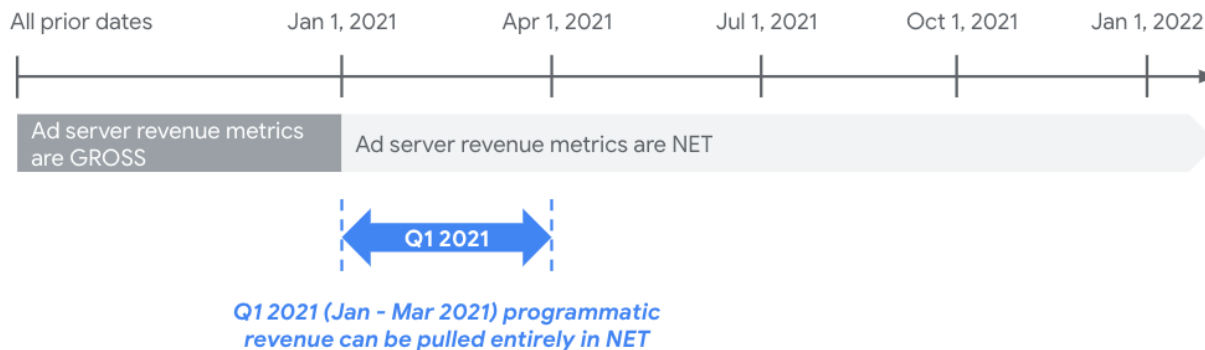 All prior dates
Jan 1, 2021
Apr 1, 2021
Jul 1, 2021
Oct 1, 2021
Jan 1, 2022
Ad server revenue metrics
are GROSS
Ad server revenue metrics are NET
Q1 2021
Q1 2021 (Jan - Mar 2021) programmatic
revenue can be pulled entirely in NET